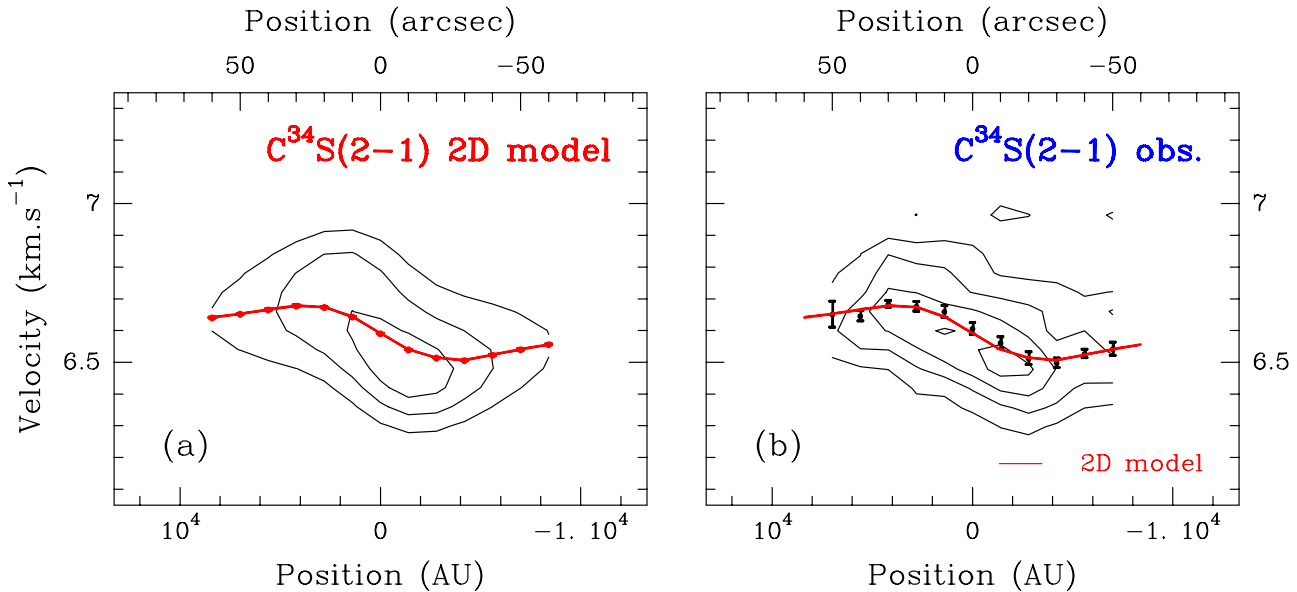 Position (arcsec)
50 0 −50
C³⁴S(2−1) 2D model
Velocity (km.s⁻¹)
7
6.5
(a)
10⁴ 0 −1. 10⁴
Position (AU)
Position (arcsec)
50 0 −50
C³⁴S(2−1) obs.
7
6.5
(b)
2D model
10⁴ 0 −1. 10⁴
Position (AU)